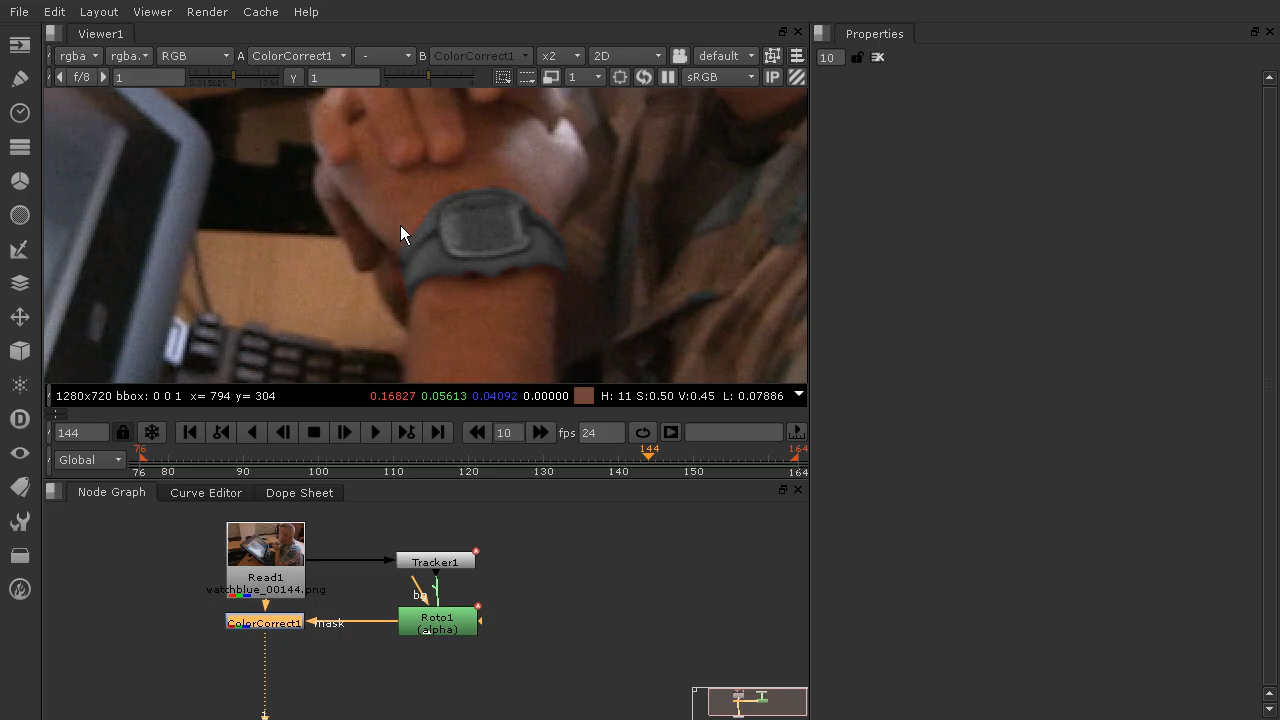 File Edit Layout Viewer Render Cache Help
Viewer1
Properties
rgba rgba. RGB A ColorCorrect1 - B ColorCorrect1 x2 2D default
10
f/8 1 γ 1 1 sRGB IP
1280x720 bbox: 0 0 1 x= 794 y= 304 0.16827 0.05613 0.04092 0.00000 H: 11 S:0.50 V:0.45 L: 0.07886
144 10 fps 24
76 144 164
Global
76 80 90 100 110 120 130 140 150 164
Node Graph Curve Editor Dope Sheet
Tracker1
Read1
watchblue_00144.png
bg
ColorCorrect1 mask
Roto1
(alpha)